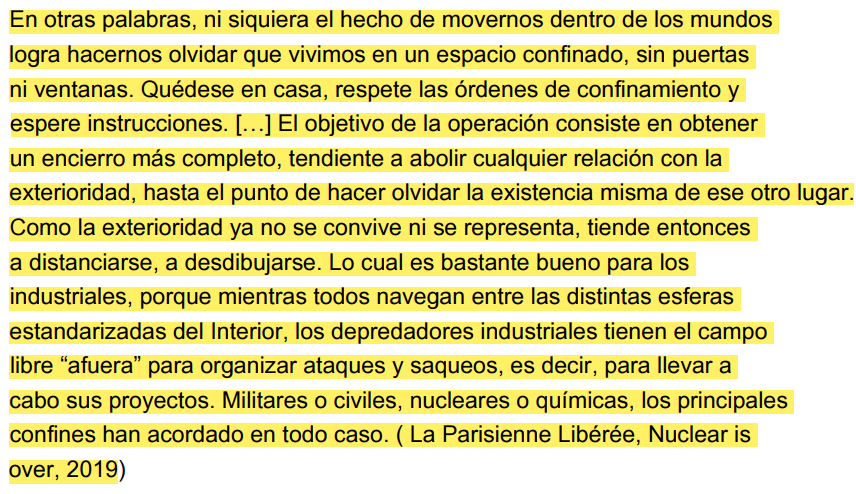 En otras palabras, ni siquiera el hecho de movernos dentro de los mundos
logra hacernos olvidar que vivimos en un espacio confinado, sin puertas
ni ventanas. Quédese en casa, respete las órdenes de confinamiento y
espere instrucciones. […] El objetivo de la operación consiste en obtener
un encierro más completo, tendiente a abolir cualquier relación con la
exterioridad, hasta el punto de hacer olvidar la existencia misma de ese otro lugar.
Como la exterioridad ya no se convive ni se representa, tiende entonces
a distanciarse, a desdibujarse. Lo cual es bastante bueno para los
industriales, porque mientras todos navegan entre las distintas esferas
estandarizadas del Interior, los depredadores industriales tienen el campo
libre “afuera” para organizar ataques y saqueos, es decir, para llevar a
cabo sus proyectos. Militares o civiles, nucleares o químicas, los principales
confines han acordado en todo caso. ( La Parisienne Libérée, Nuclear is
over, 2019)